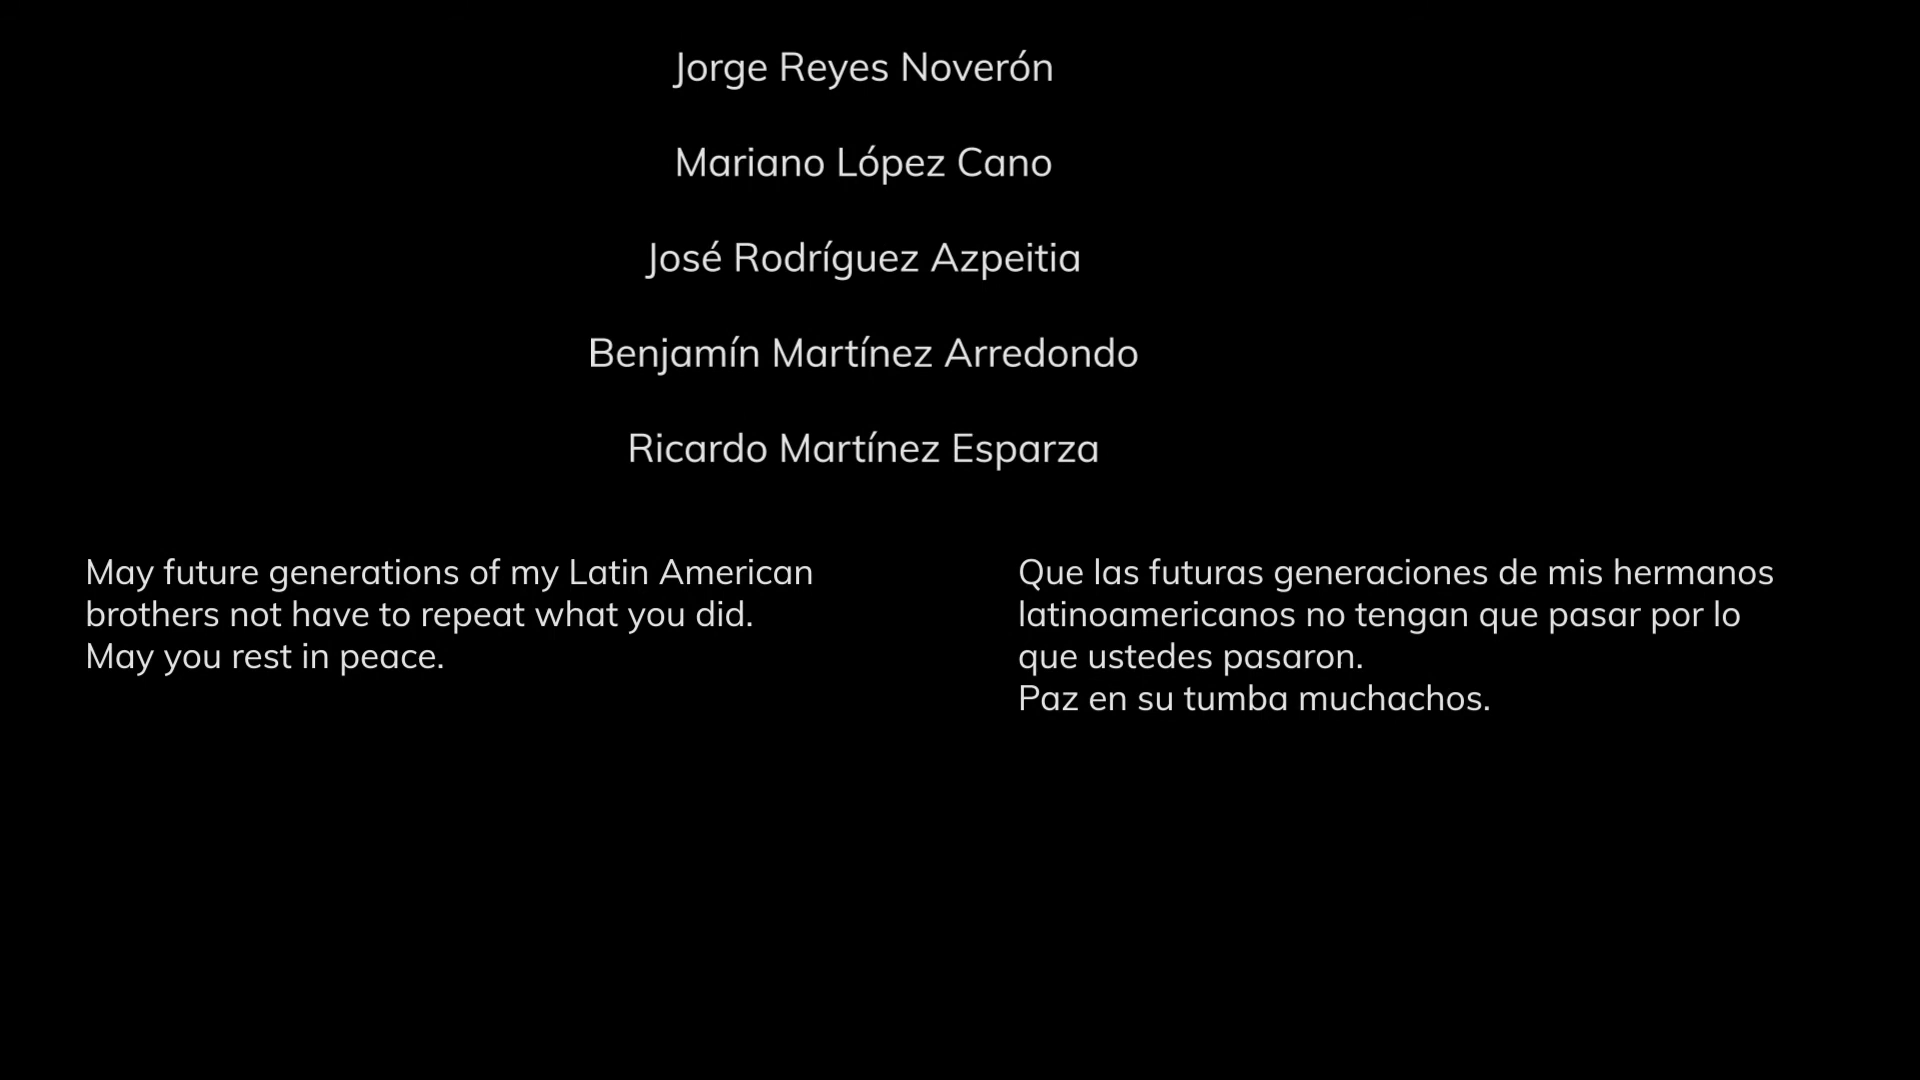 Jorge Reyes Noverón
Mariano López Cano
José Rodríguez Azpeitia
Benjamín Martínez Arredondo
Ricardo Martínez Esparza
May future generations of my Latin American
brothers not have to repeat what you did.
May you rest in peace.
Que las futuras generaciones de mis hermanos
latinoamericanos no tengan que pasar por lo
que ustedes pasaron.
Paz en su tumba muchachos.